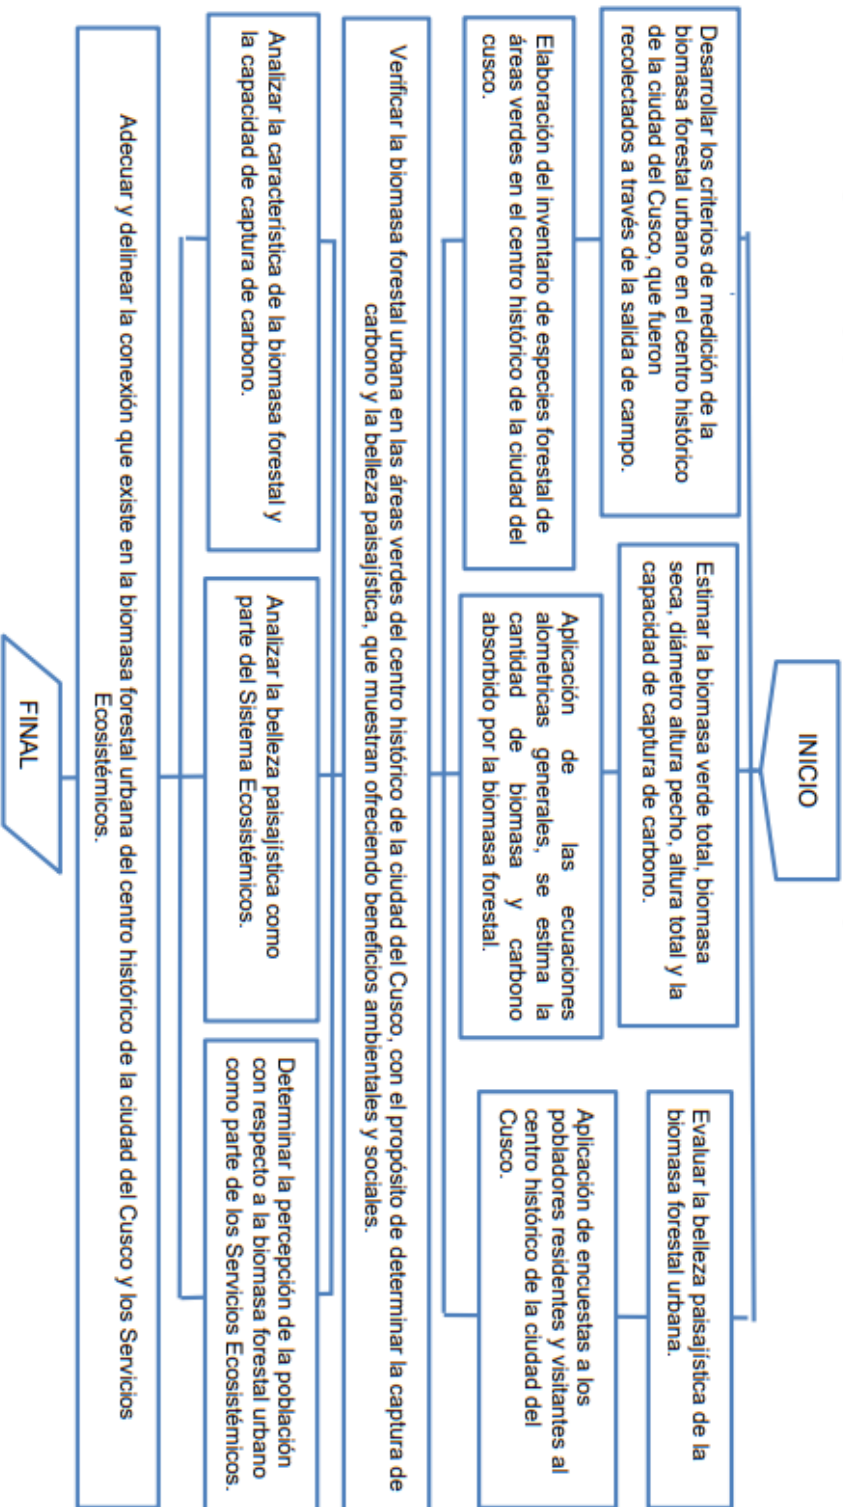 INICIO
Desarrollar los criterios de medición de la
biomasa forestal urbano en el centro histórico
de la ciudad del Cusco, que fueron
recolectados a través de la salida de campo.
Estimar la biomasa verde total, biomasa
seca, diámetro altura pecho, altura total y la
capacidad de captura de carbono.
Evaluar la belleza paisajística de la
biomasa forestal urbana.
Elaboración del inventario de especies forestal de
áreas verdes en el centro histórico de la ciudad del
cusco.
Aplicación de las ecuaciones
alometricas generales, se estima la
cantidad de biomasa y carbono
absorbido por la biomasa forestal.
Aplicación de encuestas a los
pobladores residentes y visitantes al
centro histórico de la ciudad del
Cusco.
Verificar la biomasa forestal urbana en las áreas verdes del centro histórico de la ciudad del Cusco, con el propósito de determinar la captura de
carbono y la belleza paisajística, que muestran ofreciendo beneficios ambientales y sociales.
Analizar la característica de la biomasa forestal y
la capacidad de captura de carbono.
Analizar la belleza paisajística como
parte del Sistema Ecosistémicos.
Determinar la percepción de la población
con respecto a la biomasa forestal urbano
como parte de los Servicios Ecosistémicos.
Adecuar y delinear la conexión que existe en la biomasa forestal urbana del centro histórico de la ciudad del Cusco y los Servicios
Ecosistémicos.
FINAL